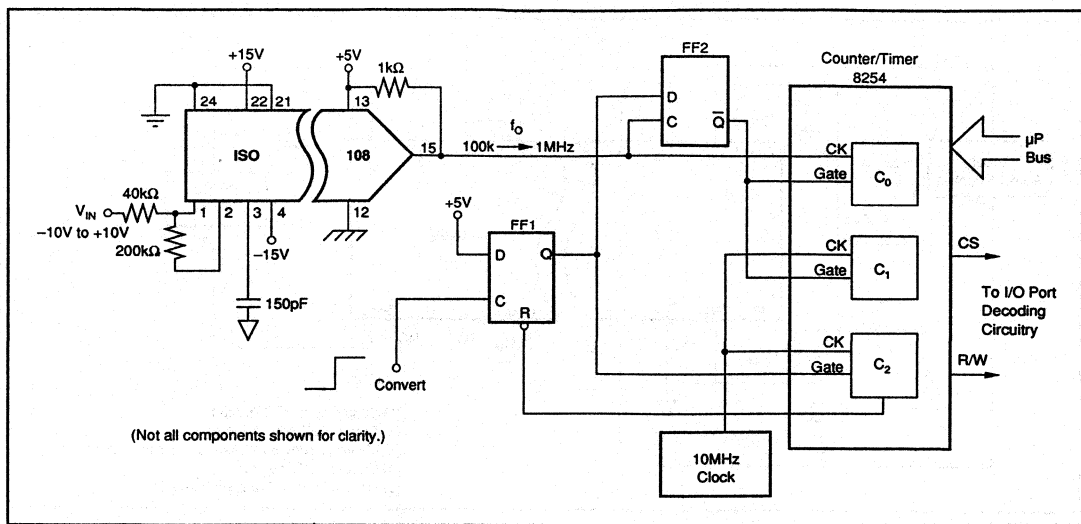 +15V
24
22
21
ISO
V_IN
−10V to +10V
40kΩ
200kΩ
1
2
3
4
−15V
150pF
+5V
1kΩ
13
108
15
12
f_O
100k → 1MHz
+5V
FF1
D
Q
C
R
Convert
FF2
D
C
Q̅
Counter/Timer
8254
CK
Gate
C₀
CK
Gate
C₁
CK
Gate
C₂
µP
Bus
CS
To I/O Port
Decoding
Circuitry
R/W
10MHz
Clock
(Not all components shown for clarity.)